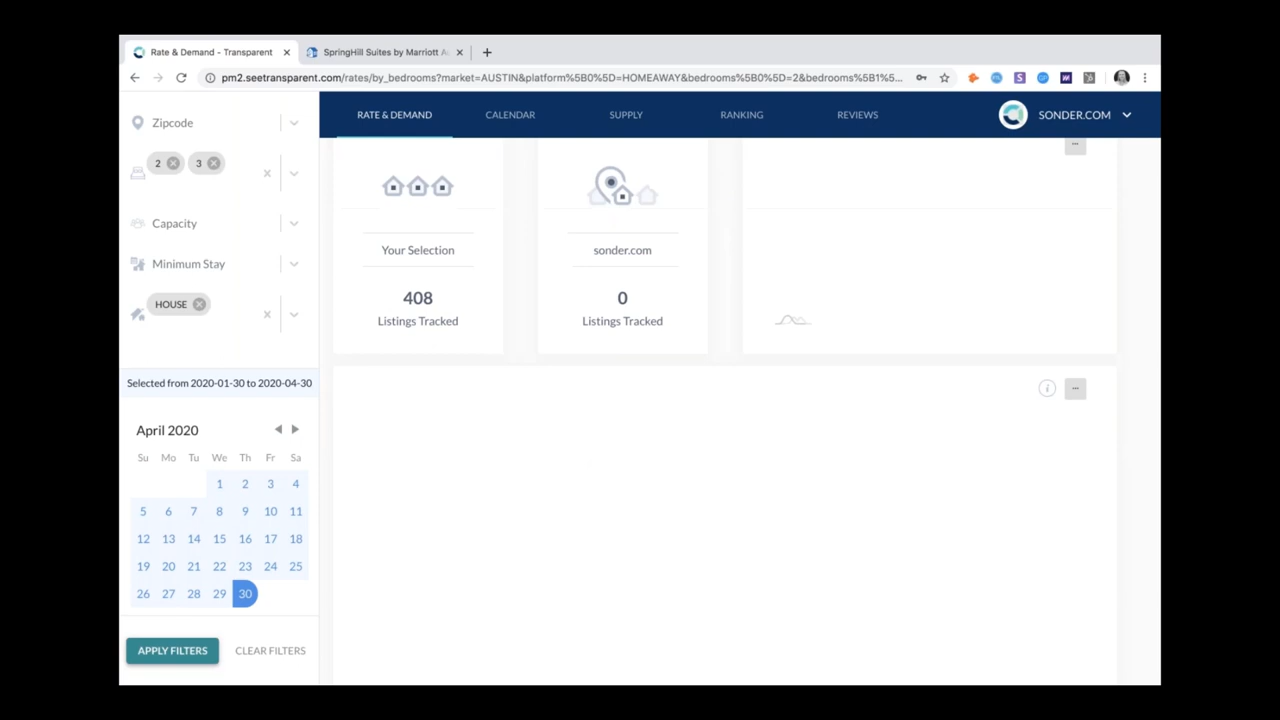 Rate & Demand - Transparent
SpringHill Suites by Marriott Au
pm2.seetransparent.com/rates/by_bedrooms?market=AUSTIN&platform%5B0%5D=HOMEAWAY&bedrooms%5B0%5D=2&bedrooms%5B1%5...
RATE & DEMAND
CALENDAR
SUPPLY
RANKING
REVIEWS
SONDER.COM
Zipcode
2
3
Capacity
Minimum Stay
HOUSE
Selected from 2020-01-30 to 2020-04-30
April 2020
Su Mo Tu We Th Fr Sa
1 2 3 4
5 6 7 8 9 10 11
12 13 14 15 16 17 18
19 20 21 22 23 24 25
26 27 28 29 30
APPLY FILTERS
CLEAR FILTERS
Your Selection
408
Listings Tracked
sonder.com
0
Listings Tracked
...
i
...